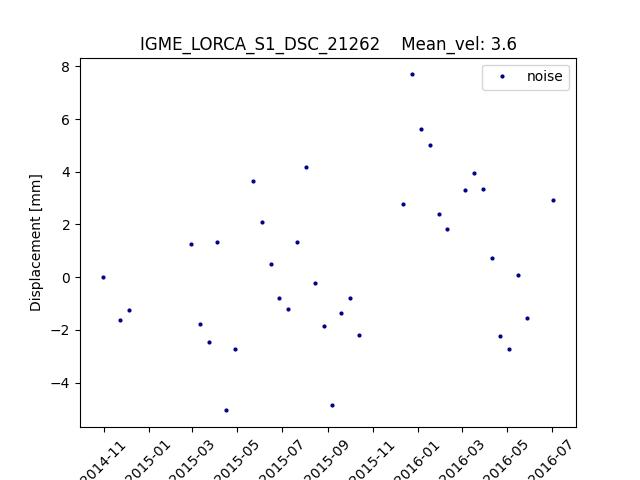 IGME_LORCA_S1_DSC_21262    Mean_vel: 3.6
noise
Displacement [mm]
8
6
4
2
0
−2
−4
2014-11 2015-01 2015-03 2015-05 2015-07 2015-09 2015-11 2016-01 2016-03 2016-05 2016-07